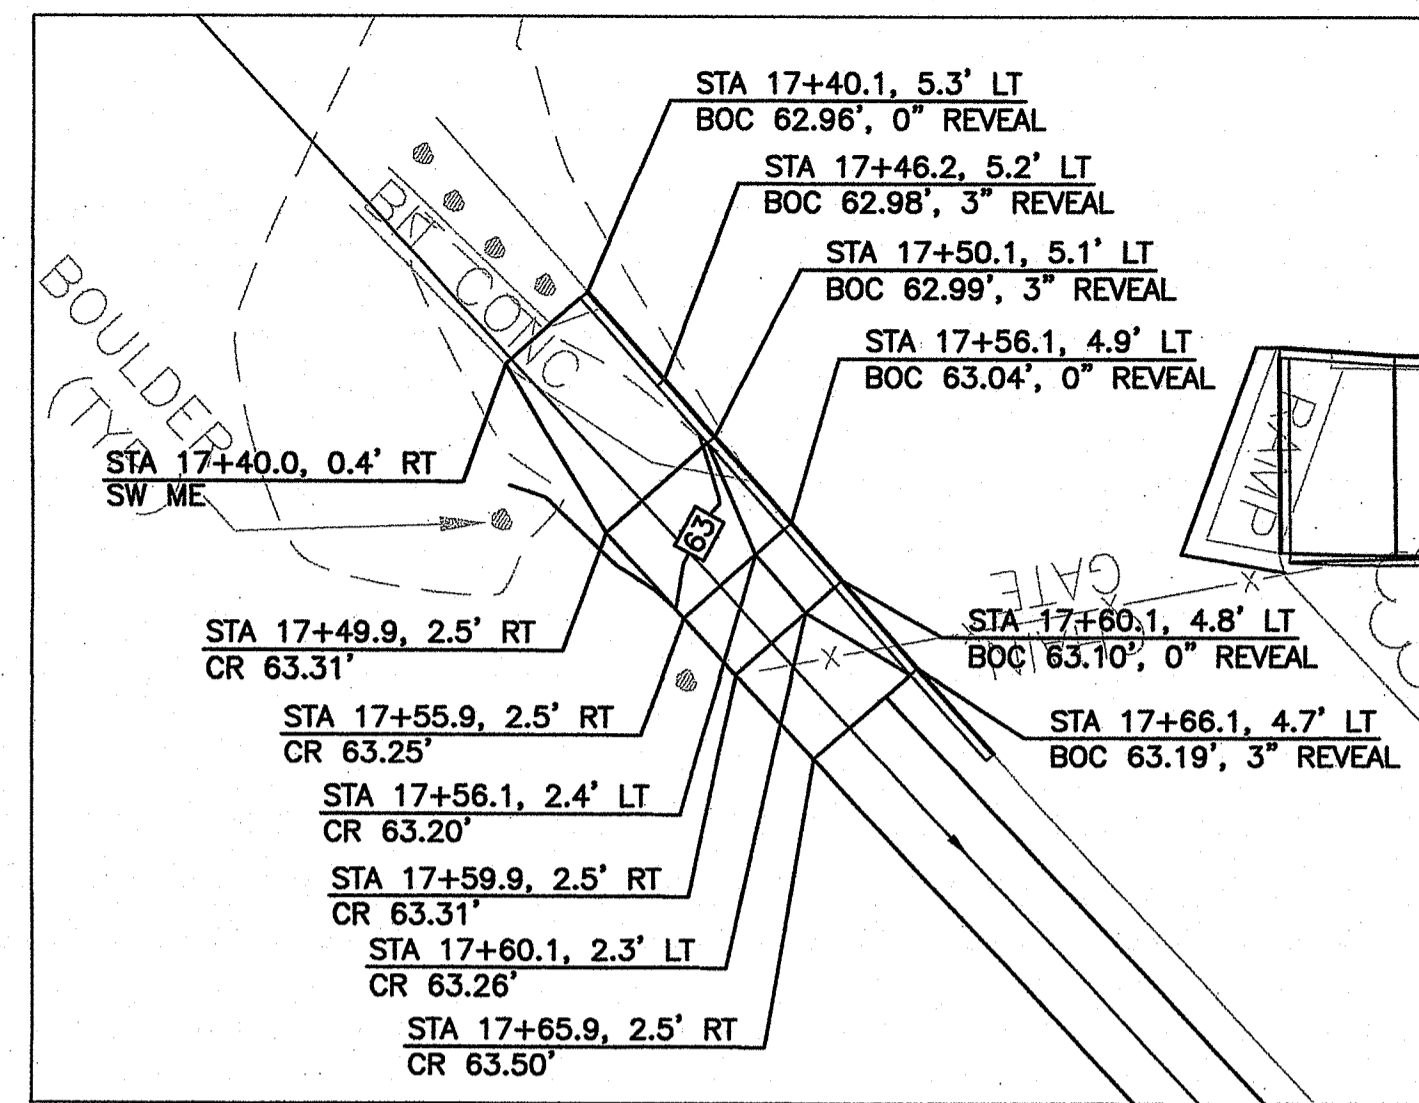 STA 17+40.1, 5.3' LT
BOC 62.96', 0" REVEAL
STA 17+46.2, 5.2' LT
BOC 62.98', 3" REVEAL
STA 17+50.1, 5.1' LT
BOC 62.99', 3" REVEAL
STA 17+56.1, 4.9' LT
BOC 63.04', 0" REVEAL
BIT CONC
BOULDER
(TYP)
RAMP
STA 17+40.0, 0.4' RT
SW ME
63
GATE
STA 17+49.9, 2.5' RT
CR 63.31'
STA 17+60.1, 4.8' LT
BOC 63.10', 0" REVEAL
STA 17+55.9, 2.5' RT
CR 63.25'
STA 17+66.1, 4.7' LT
BOC 63.19', 3" REVEAL
STA 17+56.1, 2.4' LT
CR 63.20'
STA 17+59.9, 2.5' RT
CR 63.31'
STA 17+60.1, 2.3' LT
CR 63.26'
STA 17+65.9, 2.5' RT
CR 63.50'